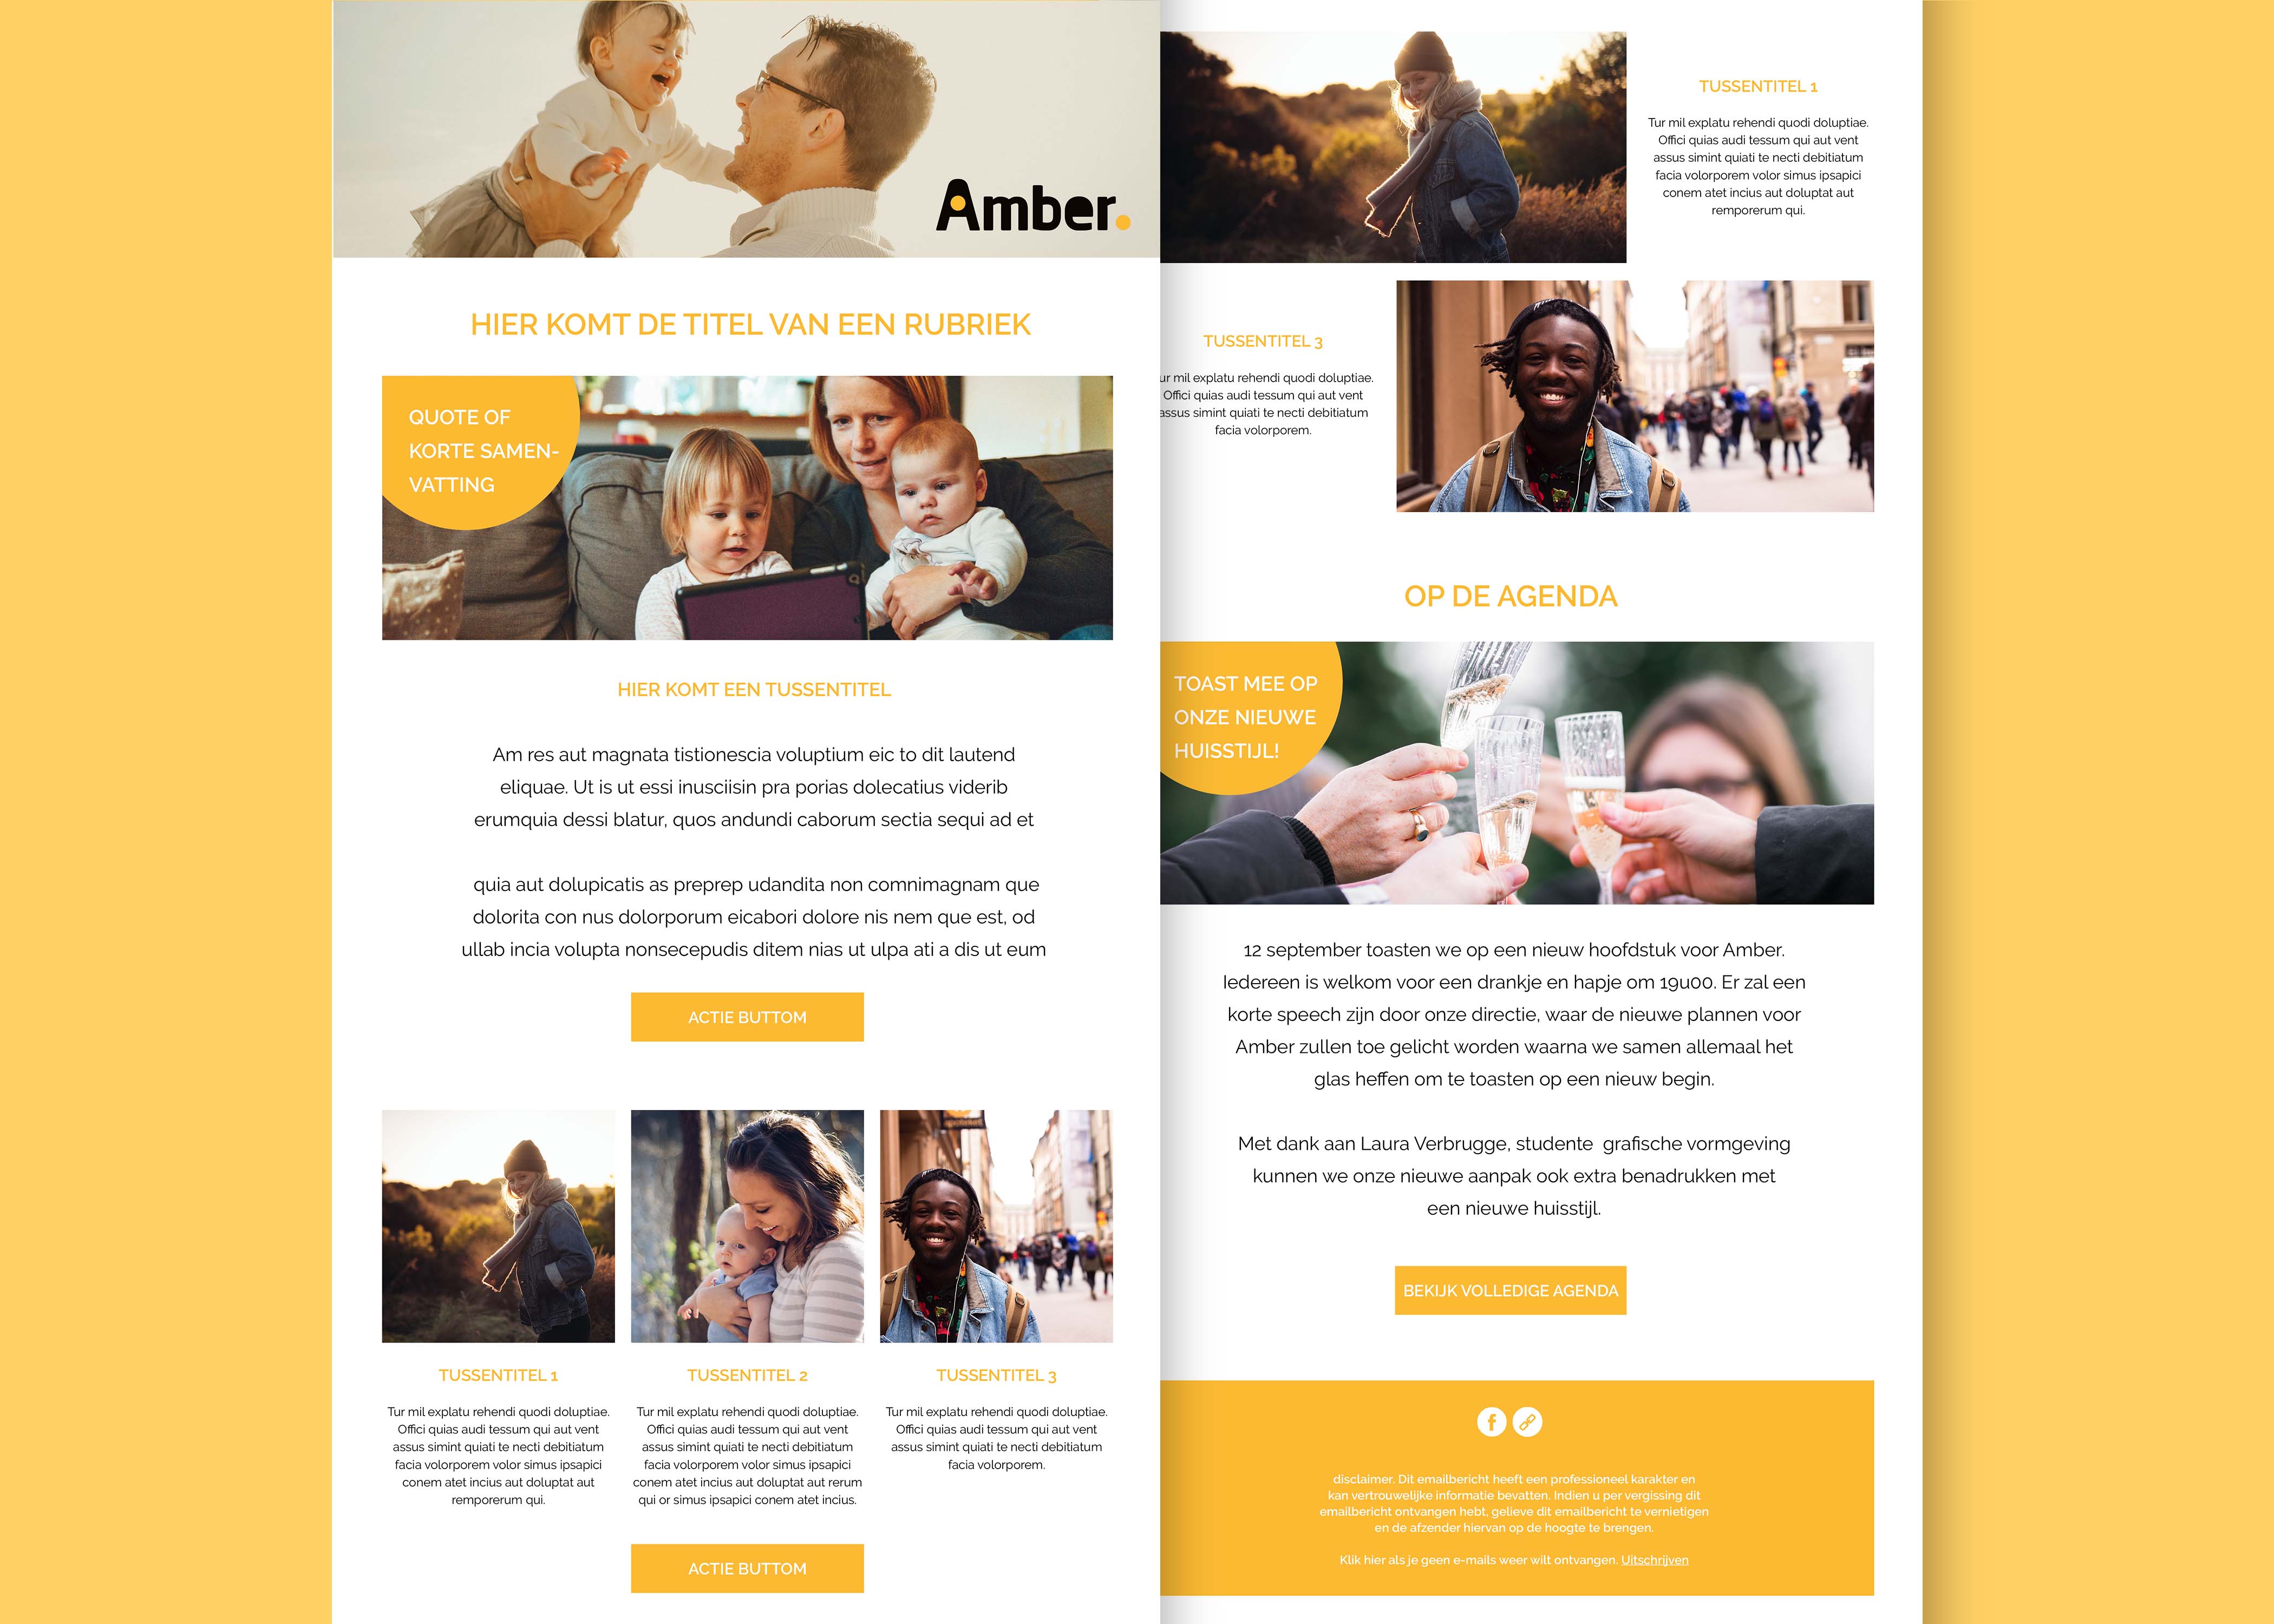 Amber.
HIER KOMT DE TITEL VAN EEN RUBRIEK
QUOTE OF
KORTE SAMEN-
VATTING
HIER KOMT EEN TUSSENTITEL
Am res aut magnata tistionescia voluptium eic to dit lautend
eliquae. Ut is ut essi inusciisin pra porias dolecatius viderib
erumquia dessi blatur, quos andundi caborum sectia sequi ad et
quia aut dolupicatis as preprep udandita non comnimagnam que
dolorita con nus dolorporum eicabori dolore nis nem que est, od
ullab incia volupta nonsecepudis ditem nias ut ulpa ati a dis ut eum
ACTIE BUTTOM
TUSSENTITEL 1
Tur mil explatu rehendi quodi doluptiae.
Offici quias audi tessum qui aut vent
assus simint quiati te necti debitiatum
facia volorporem volor simus ipsapici
conem atet incius aut doluptat aut
remporerum qui.
TUSSENTITEL 2
Tur mil explatu rehendi quodi doluptiae.
Offici quias audi tessum qui aut vent
assus simint quiati te necti debitiatum
facia volorporem volor simus ipsapici
conem atet incius aut doluptat aut rerum
qui or simus ipsapici conem atet incius.
TUSSENTITEL 3
Tur mil explatu rehendi quodi doluptiae.
Offici quias audi tessum qui aut vent
assus simint quiati te necti debitiatum
facia volorporem.
ACTIE BUTTOM
TUSSENTITEL 1
Tur mil explatu rehendi quodi doluptiae.
Offici quias audi tessum qui aut vent
assus simint quiati te necti debitiatum
facia volorporem volor simus ipsapici
conem atet incius aut doluptat aut
remporerum qui.
TUSSENTITEL 3
ur mil explatu rehendi quodi doluptiae.
Offici quias audi tessum qui aut vent
assus simint quiati te necti debitiatum
facia volorporem.
OP DE AGENDA
TOAST MEE OP
ONZE NIEUWE
HUISSTIJL!
12 september toasten we op een nieuw hoofdstuk voor Amber.
Iedereen is welkom voor een drankje en hapje om 19u00. Er zal een
korte speech zijn door onze directie, waar de nieuwe plannen voor
Amber zullen toe gelicht worden waarna we samen allemaal het
glas heffen om te toasten op een nieuw begin.
Met dank aan Laura Verbrugge, studente grafische vormgeving
kunnen we onze nieuwe aanpak ook extra benadrukken met
een nieuwe huisstijl.
BEKIJK VOLLEDIGE AGENDA
disclaimer. Dit emailbericht heeft een professioneel karakter en
kan vertrouwelijke informatie bevatten. Indien u per vergissing dit
emailbericht ontvangen hebt, gelieve dit emailbericht te vernietigen
en de afzender hiervan op de hoogte te brengen.
Klik hier als je geen e-mails weer wilt ontvangen. Uitschrijven